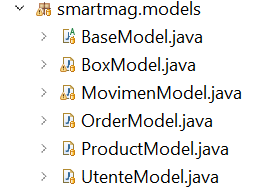 smartmag.models
BaseModel.java
BoxModel.java
MovimenModel.java
OrderModel.java
ProductModel.java
UtenteModel.java